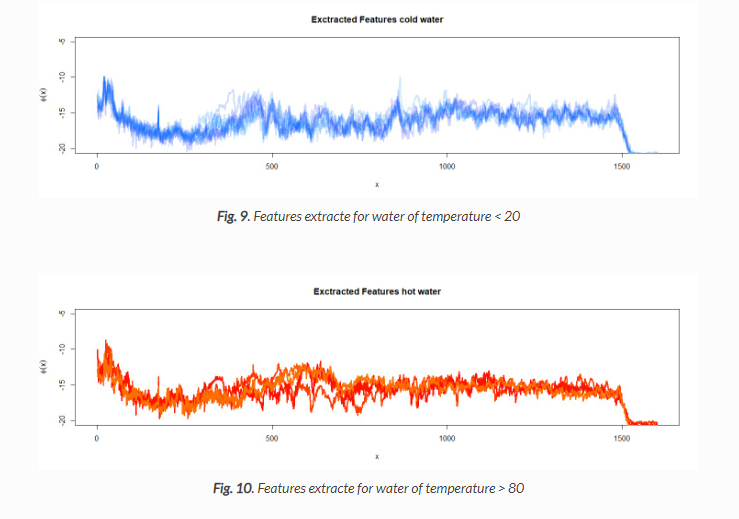 Exctracted Features cold water
φ(x)
-5
-10
-15
-20
0 500 1000 1500
x
Fig. 9. Features extracte for water of temperature < 20
Exctracted Features hot water
φ(x)
-5
-10
-15
-20
0 500 1000 1500
x
Fig. 10. Features extracte for water of temperature > 80